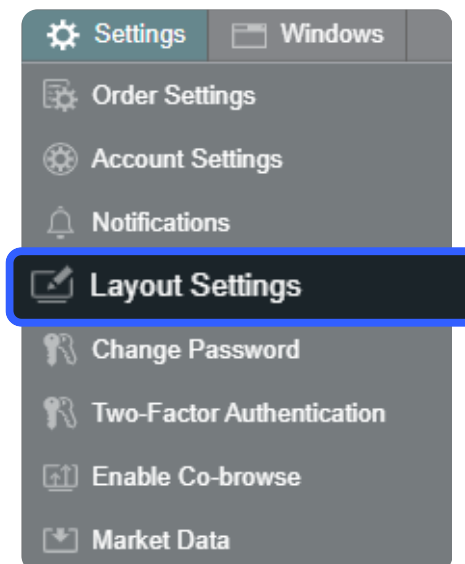 Settings Windows
Order Settings
Account Settings
Notifications
Layout Settings
Change Password
Two-Factor Authentication
Enable Co-browse
Market Data